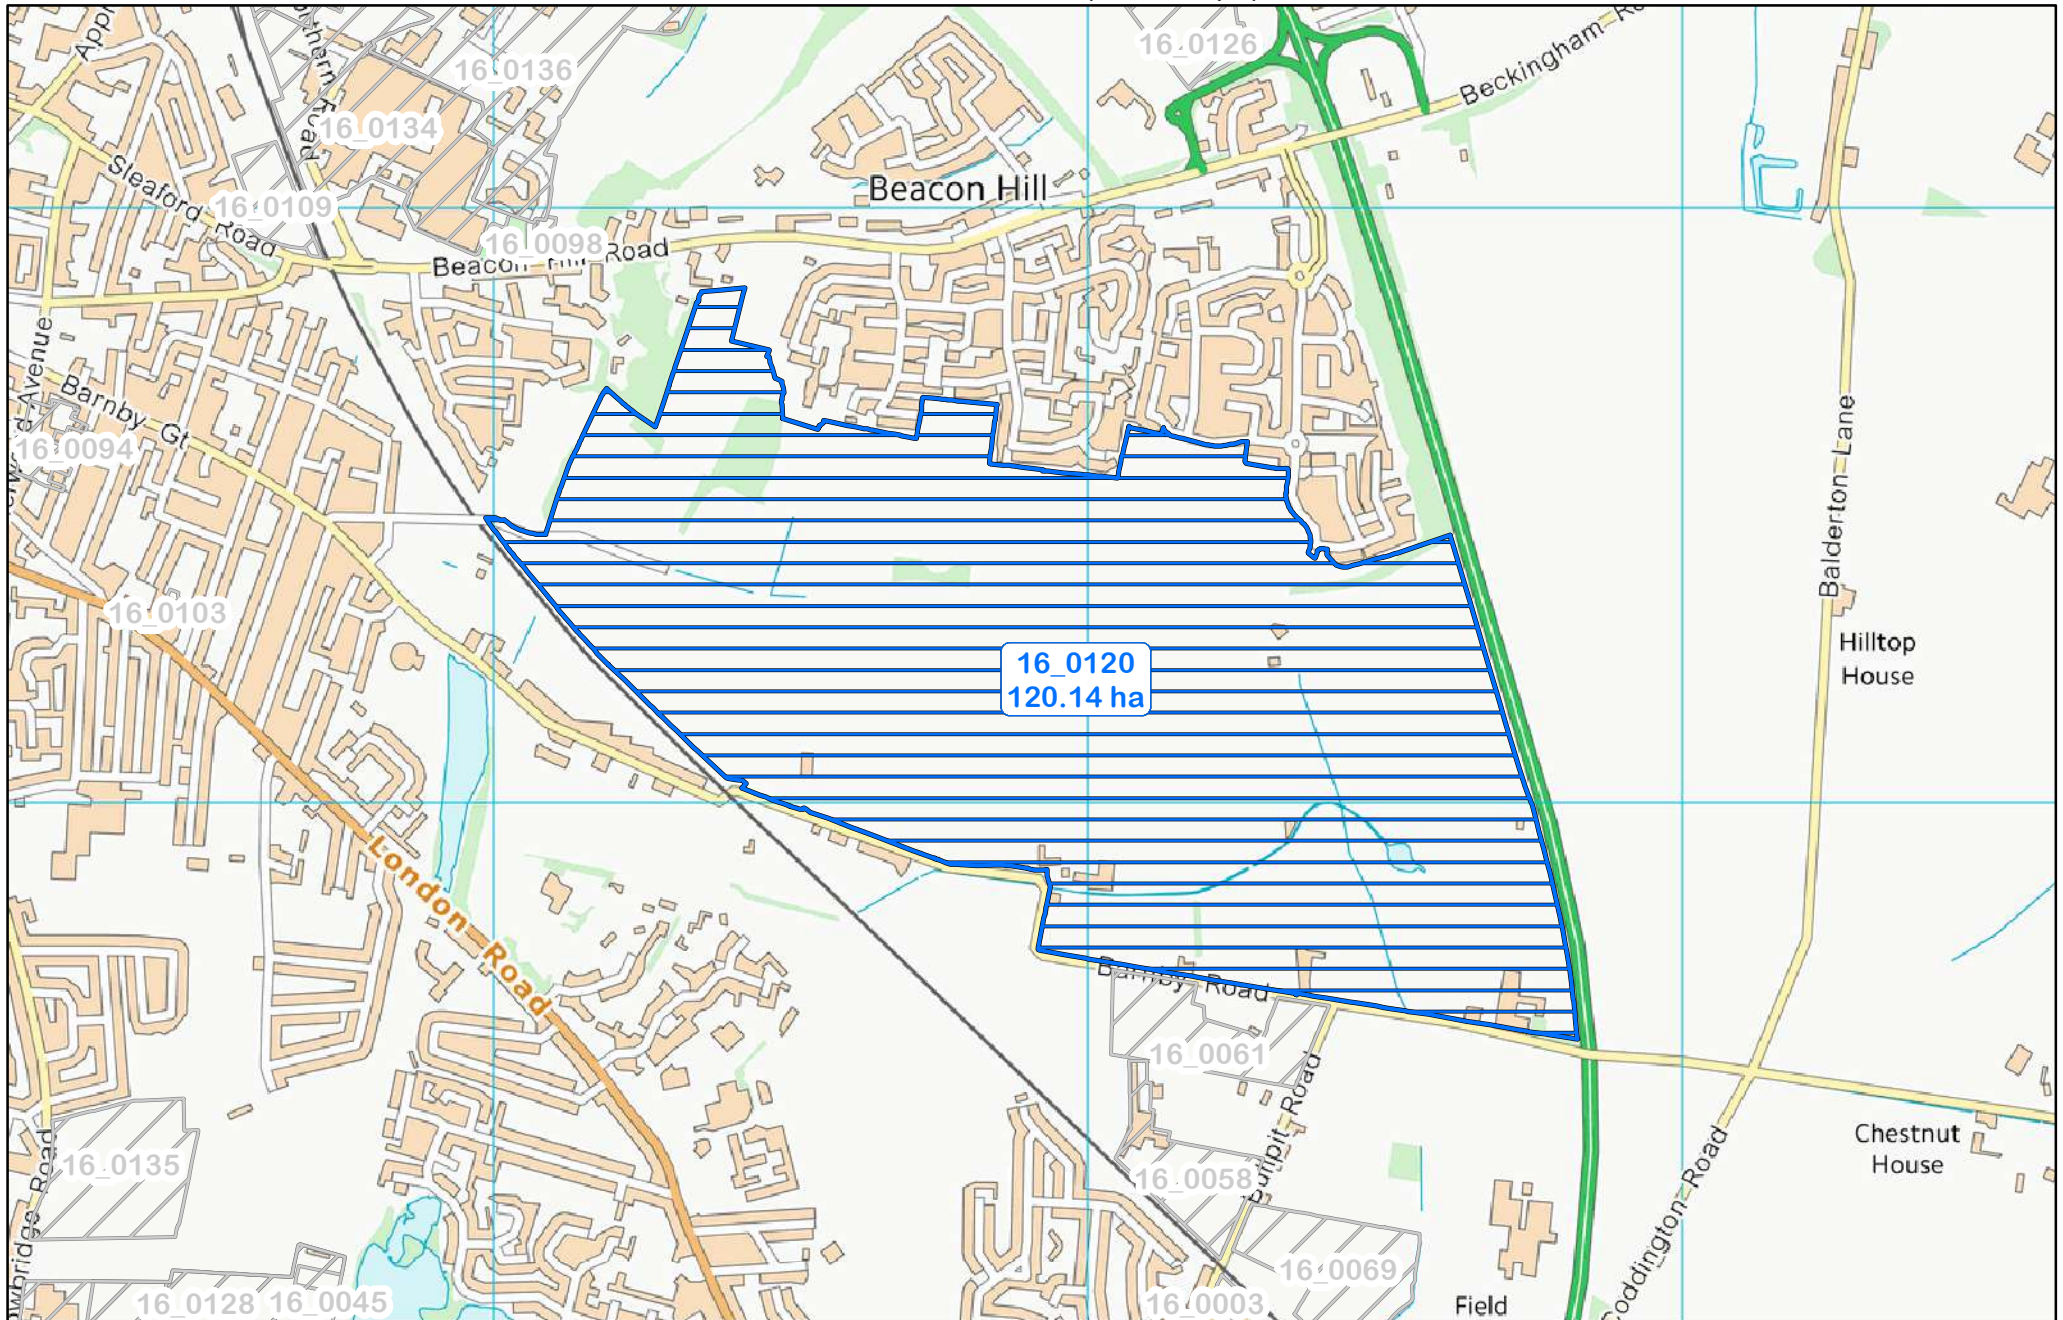 16_0126
16_0136
16_0134
Beckingham
Sleaford Road
16_0109
Beacon Hill
16_0098
Beacon Hill Road
Avenue
Barnby Gt
16_0094
Balderton Lane
16_0103
Hilltop
House
16_0120
120.14 ha
London Road
Barnby Road
16_0061
Road
Chestnut
House
16_0135
16_0058
Coddington Road
16_0069
16_0128
16_0045
16_0003
Field